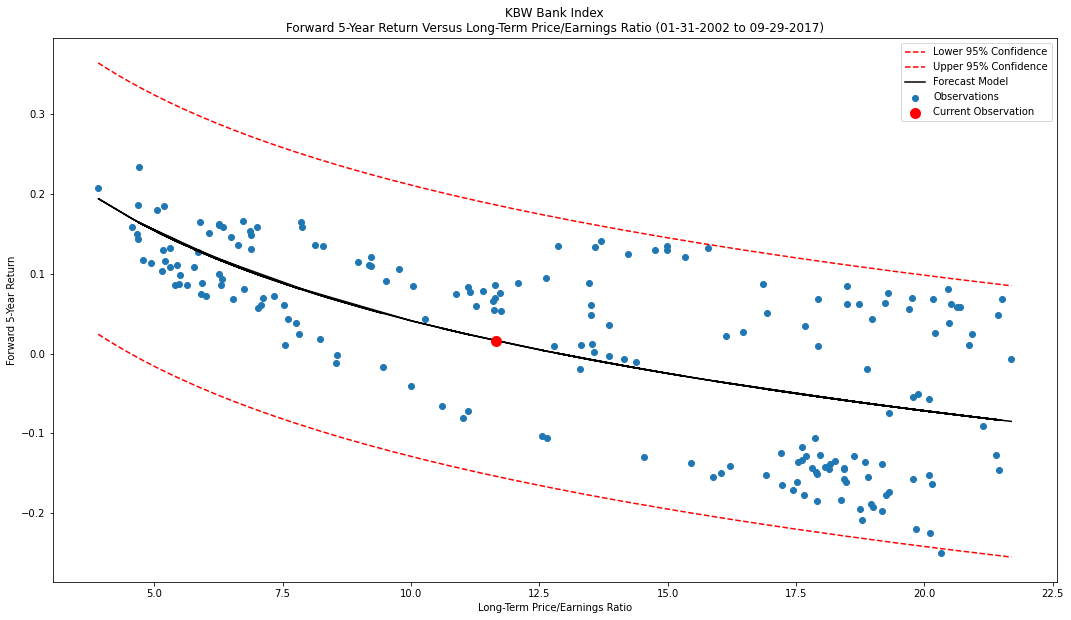 KBW Bank Index
Forward 5-Year Return Versus Long-Term Price/Earnings Ratio (01-31-2002 to 09-29-2017)
Lower 95% Confidence
Upper 95% Confidence
Forecast Model
Observations
Current Observation
Forward 5-Year Return
0.3
0.2
0.1
0.0
−0.1
−0.2
5.0 7.5 10.0 12.5 15.0 17.5 20.0 22.5
Long-Term Price/Earnings Ratio